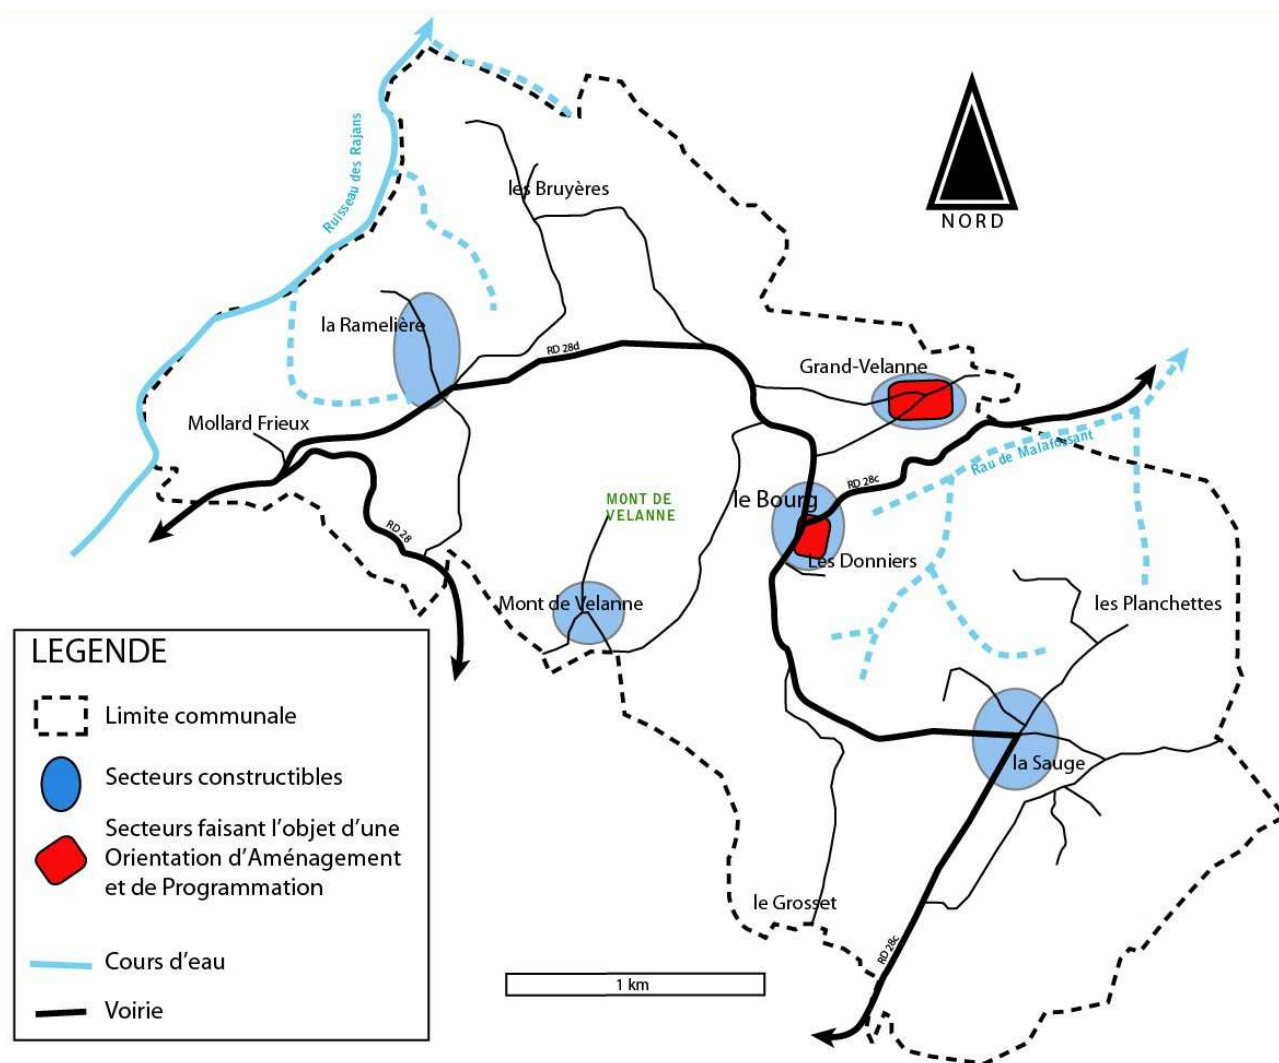 Ruisseau des Rajans
les Bruyères
NORD
la Ramelière
RD 28d
Grand-Velanne
Mollard Frieux
Rau de Malafossant
RD 28c
le Bourg
MONT DE
VELANNE
RD 28
Les Donniers
Mont de Velanne
les Planchettes
LEGENDE
Limite communale
Secteurs constructibles
Secteurs faisant l'objet d'une
Orientation d'Aménagement
et de Programmation
Cours d'eau
Voirie
la Sauge
le Grosset
RD 28c
1 km